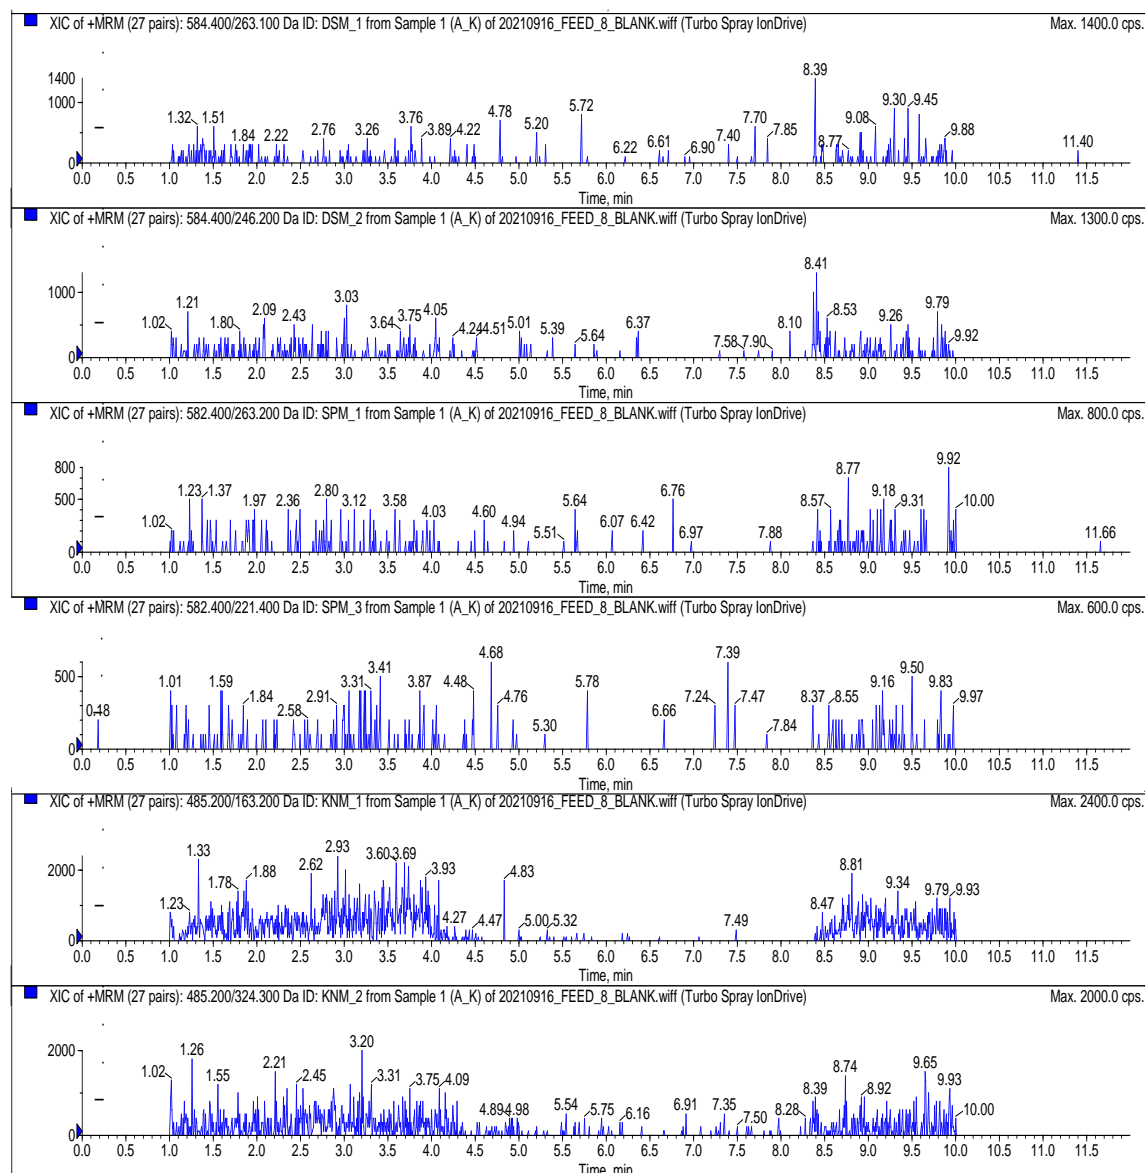 XIC of +MRM (27 pairs): 584.400/263.100 Da ID: DSM_1 from Sample 1 (A_K) of 20210916_FEED_8_BLANK.wiff (Turbo Spray IonDrive) Max. 1400.0 cps.
8.39
1400
1000
1.32 1.51 1.84 2.22 2.76 3.26 3.76 3.89 4.22 4.78 5.20 5.72 6.22 6.61 6.90 7.40 7.70 7.85 8.77 9.08 9.30 9.45 9.88 11.40
0
0.0 0.5 1.0 1.5 2.0 2.5 3.0 3.5 4.0 4.5 5.0 5.5 6.0 6.5 7.0 7.5 8.0 8.5 9.0 9.5 10.0 10.5 11.0 11.5
Time, min
XIC of +MRM (27 pairs): 584.400/246.200 Da ID: DSM_2 from Sample 1 (A_K) of 20210916_FEED_8_BLANK.wiff (Turbo Spray IonDrive) Max. 1300.0 cps.
8.41
1000
1.02 1.21 1.80 2.09 2.43 3.03 3.64 3.75 4.05 4.24 4.51 5.01 5.39 5.64 6.37 7.58 7.90 8.10 8.53 9.26 9.79 9.92
0
0.0 0.5 1.0 1.5 2.0 2.5 3.0 3.5 4.0 4.5 5.0 5.5 6.0 6.5 7.0 7.5 8.0 8.5 9.0 9.5 10.0 10.5 11.0 11.5
Time, min
XIC of +MRM (27 pairs): 582.400/263.200 Da ID: SPM_1 from Sample 1 (A_K) of 20210916_FEED_8_BLANK.wiff (Turbo Spray IonDrive) Max. 800.0 cps.
800
500
1.02 1.23 1.37 1.97 2.36 2.80 3.12 3.58 4.03 4.60 4.94 5.51 5.64 6.07 6.42 6.76 6.97 7.88 8.57 8.77 9.18 9.31 9.92 10.00 11.66
0
0.0 0.5 1.0 1.5 2.0 2.5 3.0 3.5 4.0 4.5 5.0 5.5 6.0 6.5 7.0 7.5 8.0 8.5 9.0 9.5 10.0 10.5 11.0 11.5
Time, min
XIC of +MRM (27 pairs): 582.400/221.400 Da ID: SPM_3 from Sample 1 (A_K) of 20210916_FEED_8_BLANK.wiff (Turbo Spray IonDrive) Max. 600.0 cps.
500
0.48 1.01 1.59 1.84 2.58 2.91 3.31 3.41 3.87 4.48 4.68 4.76 5.30 5.78 6.66 7.24 7.39 7.47 7.84 8.37 8.55 9.16 9.50 9.83 9.97
0
0.0 0.5 1.0 1.5 2.0 2.5 3.0 3.5 4.0 4.5 5.0 5.5 6.0 6.5 7.0 7.5 8.0 8.5 9.0 9.5 10.0 10.5 11.0 11.5
Time, min
XIC of +MRM (27 pairs): 485.200/163.200 Da ID: KNM_1 from Sample 1 (A_K) of 20210916_FEED_8_BLANK.wiff (Turbo Spray IonDrive) Max. 2400.0 cps.
2000
1.23 1.33 1.78 1.88 2.62 2.93 3.60 3.69 3.93 4.27 4.47 4.83 5.00 5.32 7.49 8.47 8.81 9.34 9.79 9.93
0
0.0 0.5 1.0 1.5 2.0 2.5 3.0 3.5 4.0 4.5 5.0 5.5 6.0 6.5 7.0 7.5 8.0 8.5 9.0 9.5 10.0 10.5 11.0 11.5
Time, min
XIC of +MRM (27 pairs): 485.200/324.300 Da ID: KNM_2 from Sample 1 (A_K) of 20210916_FEED_8_BLANK.wiff (Turbo Spray IonDrive) Max. 2000.0 cps.
2000
1.02 1.26 1.55 2.21 2.45 3.20 3.31 3.75 4.09 4.89 4.98 5.54 5.75 6.16 6.91 7.35 7.50 8.28 8.39 8.74 8.92 9.65 9.93 10.00
0
0.0 0.5 1.0 1.5 2.0 2.5 3.0 3.5 4.0 4.5 5.0 5.5 6.0 6.5 7.0 7.5 8.0 8.5 9.0 9.5 10.0 10.5 11.0 11.5
Time, min